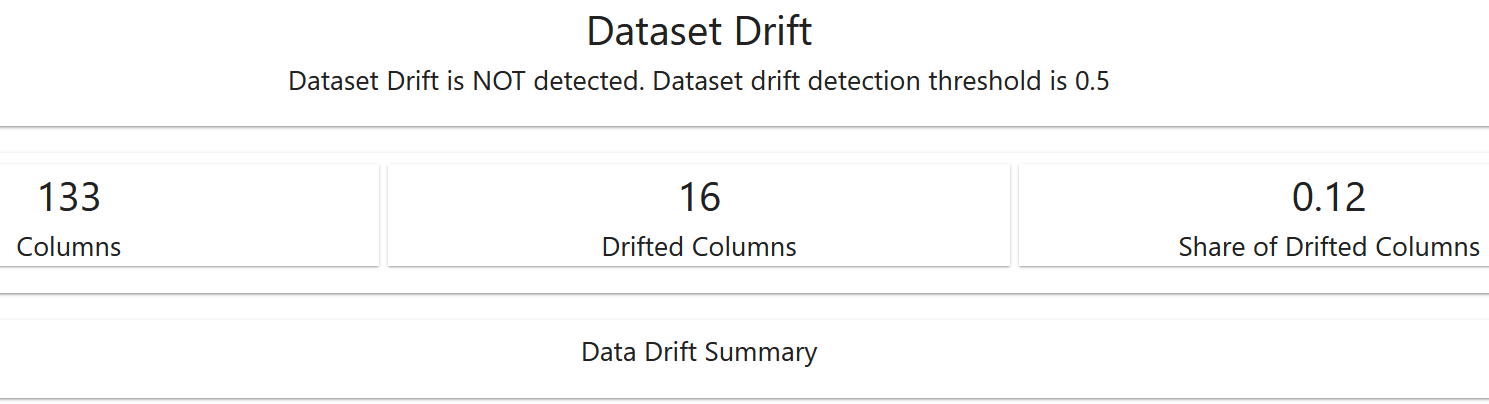 Dataset Drift
Dataset Drift is NOT detected. Dataset drift detection threshold is 0.5
133
Columns
16
Drifted Columns
0.12
Share of Drifted Columns
Data Drift Summary